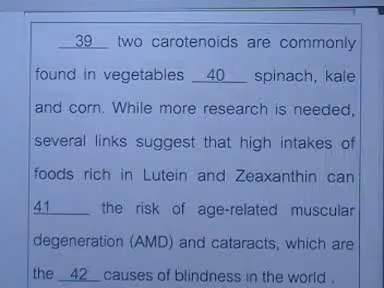 39 two carotenoids are commonly
found in vegetables 40 spinach, kale
and corn. While more research is needed,
several links suggest that high intakes of
foods rich in Lutein and Zeaxanthin can
41 the risk of age-related muscular
degeneration (AMD) and cataracts, which are
the 42 causes of blindness in the world .